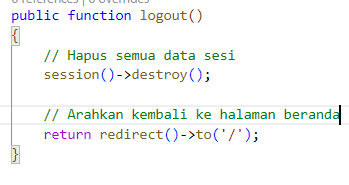 0 references | 0 overrides
public function logout()
{
// Hapus semua data sesi
session()->destroy();
// Arahkan kembali ke halaman beranda
return redirect()->to('/');
}